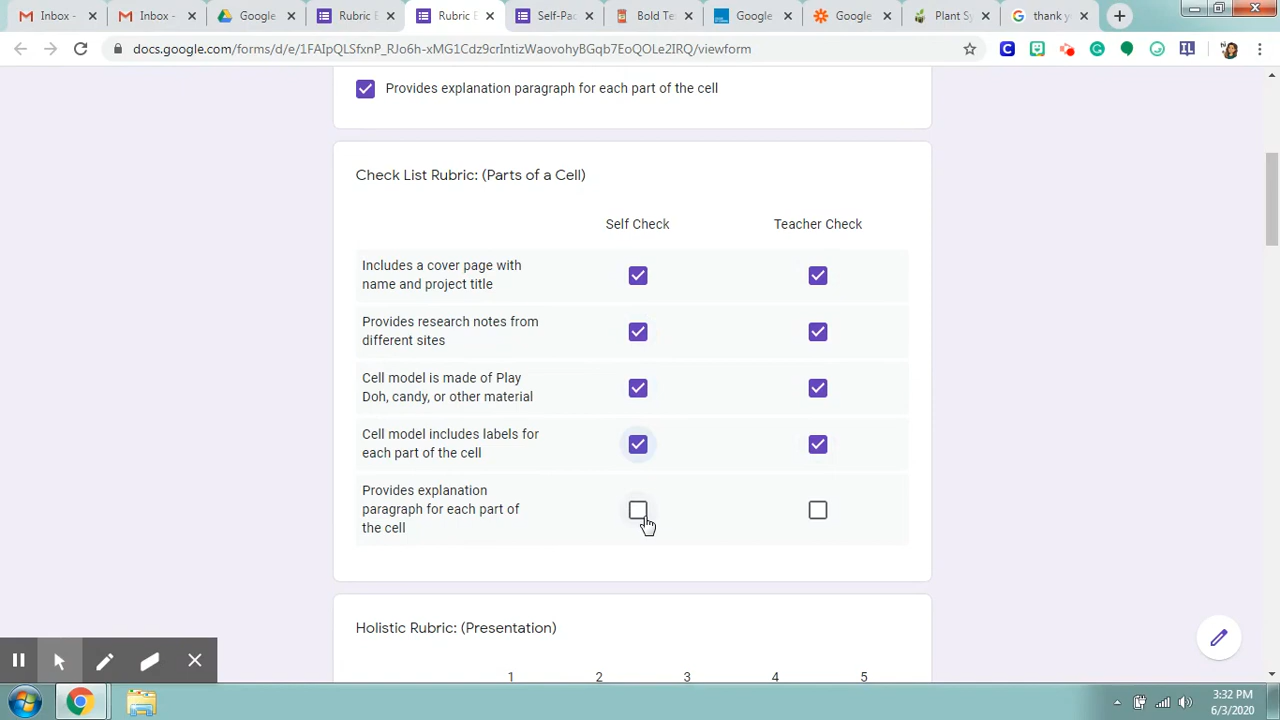 Inbox -
Inbox -
Google
Rubric E
Rubric E
Self-Pac
Bold Te
Google
Google
Plant Sy
thank y
docs.google.com/forms/d/e/1FAIpQLSfxnP_RJo6h-xMG1Cdz9crIntizWaovohyBGqb7EoQOLe2IRQ/viewform
Provides explanation paragraph for each part of the cell
Check List Rubric: (Parts of a Cell)
Self Check
Teacher Check
Includes a cover page with
name and project title
Provides research notes from
different sites
Cell model is made of Play
Doh, candy, or other material
Cell model includes labels for
each part of the cell
Provides explanation
paragraph for each part of
the cell
Holistic Rubric: (Presentation)
1 2 3 4 5
3:32 PM
6/3/2020